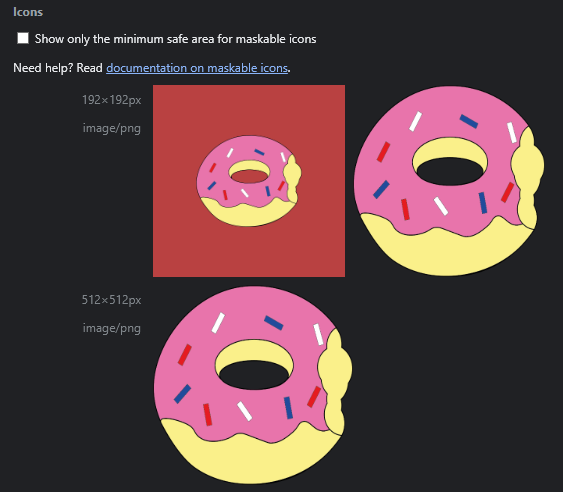 Icons
Show only the minimum safe area for maskable icons
Need help? Read documentation on maskable icons.
192×192px
image/png
512×512px
image/png